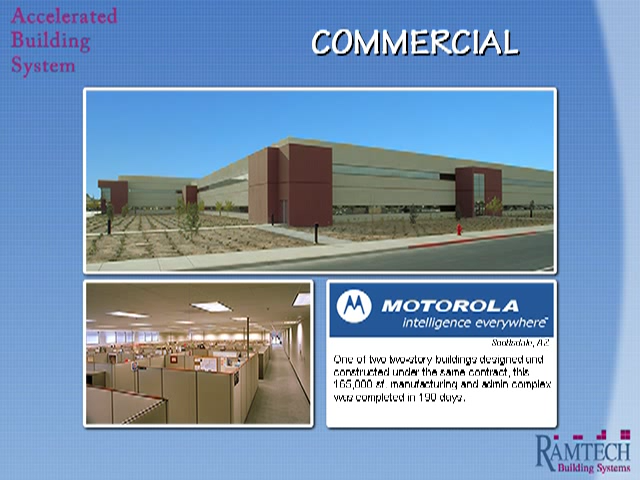 Accelerated
Building
System
COMMERCIAL
MOTOROLA
intelligence everywhere™
Scottsdale, AZ
One of two two-story buildings designed and
constructed under the same contract, this
165,000 sf. manufacturing and admin complex
was completed in 190 days.
RAMTECH
Building Systems